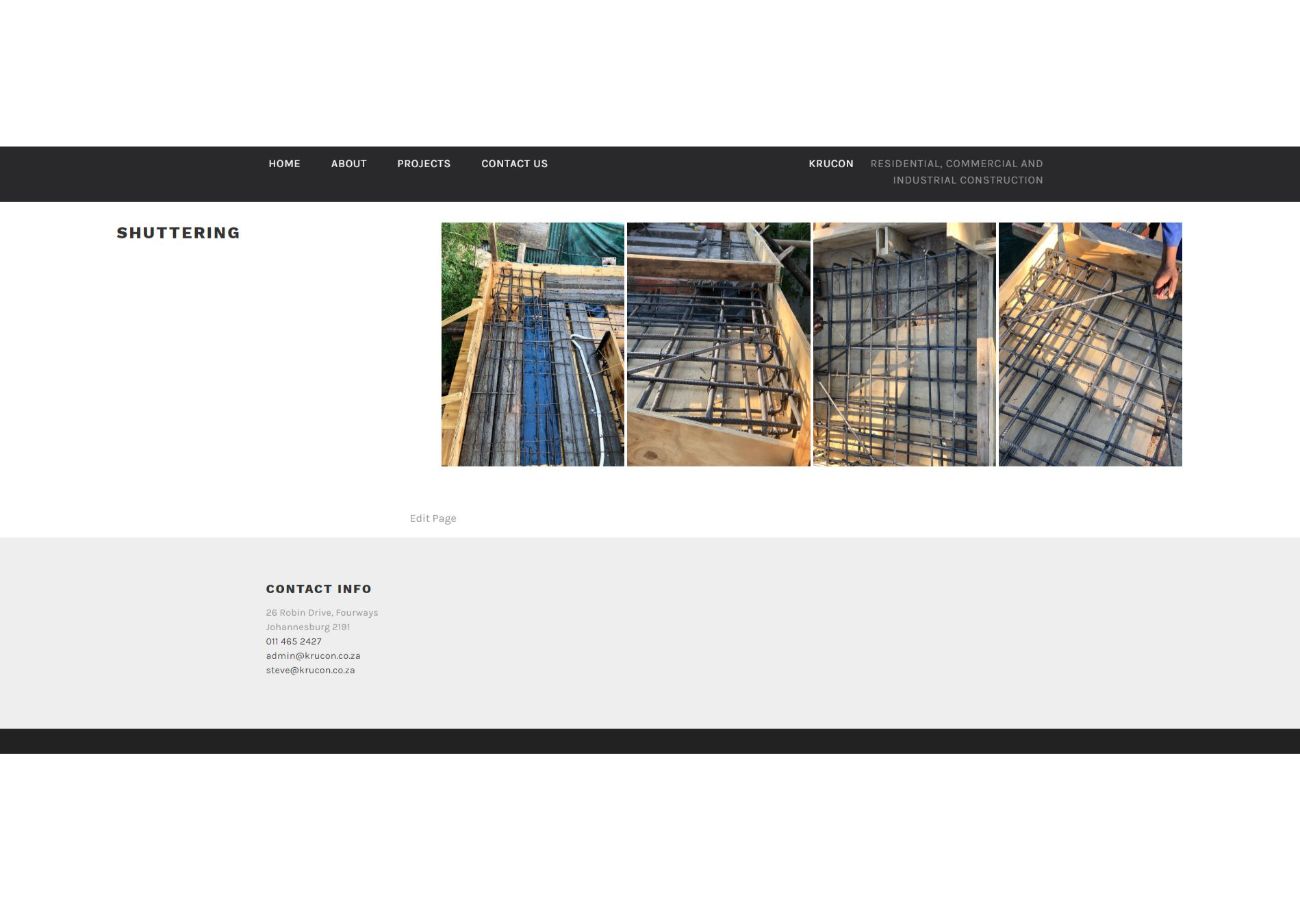 HOME ABOUT PROJECTS CONTACT US
KRUCON RESIDENTIAL, COMMERCIAL AND
INDUSTRIAL CONSTRUCTION
SHUTTERING
Edit Page
CONTACT INFO
26 Robin Drive, Fourways
Johannesburg 2191
011 465 2427
admin@krucon.co.za
steve@krucon.co.za